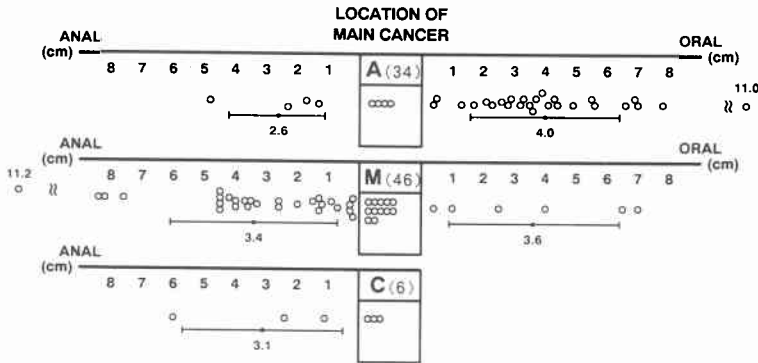 LOCATION OF
MAIN CANCER
ANAL
(cm)
ORAL
(cm)
8 7 6 5 4 3 2 1 A (34) 1 2 3 4 5 6 7 8
11.0
2.6 4.0
ANAL
(cm)
ORAL
(cm)
8 7 6 5 4 3 2 1 M (46) 1 2 3 4 5 6 7 8
11.2
3.4 3.6
ANAL
(cm)
8 7 6 5 4 3 2 1 C (6)
3.1